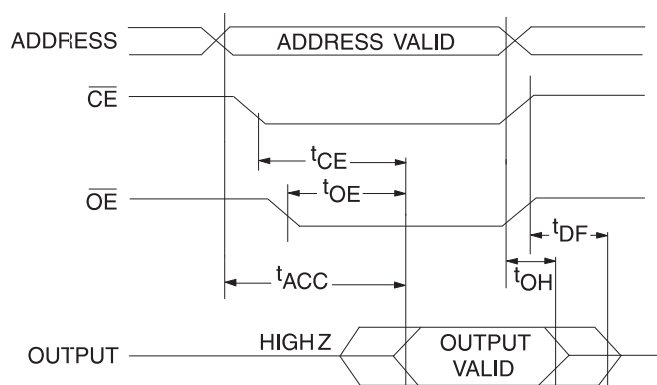 ADDRESS
ADDRESS VALID
CE
tCE
tOE
OE
tDF
tACC
tOH
HIGH Z
OUTPUT
OUTPUT
VALID